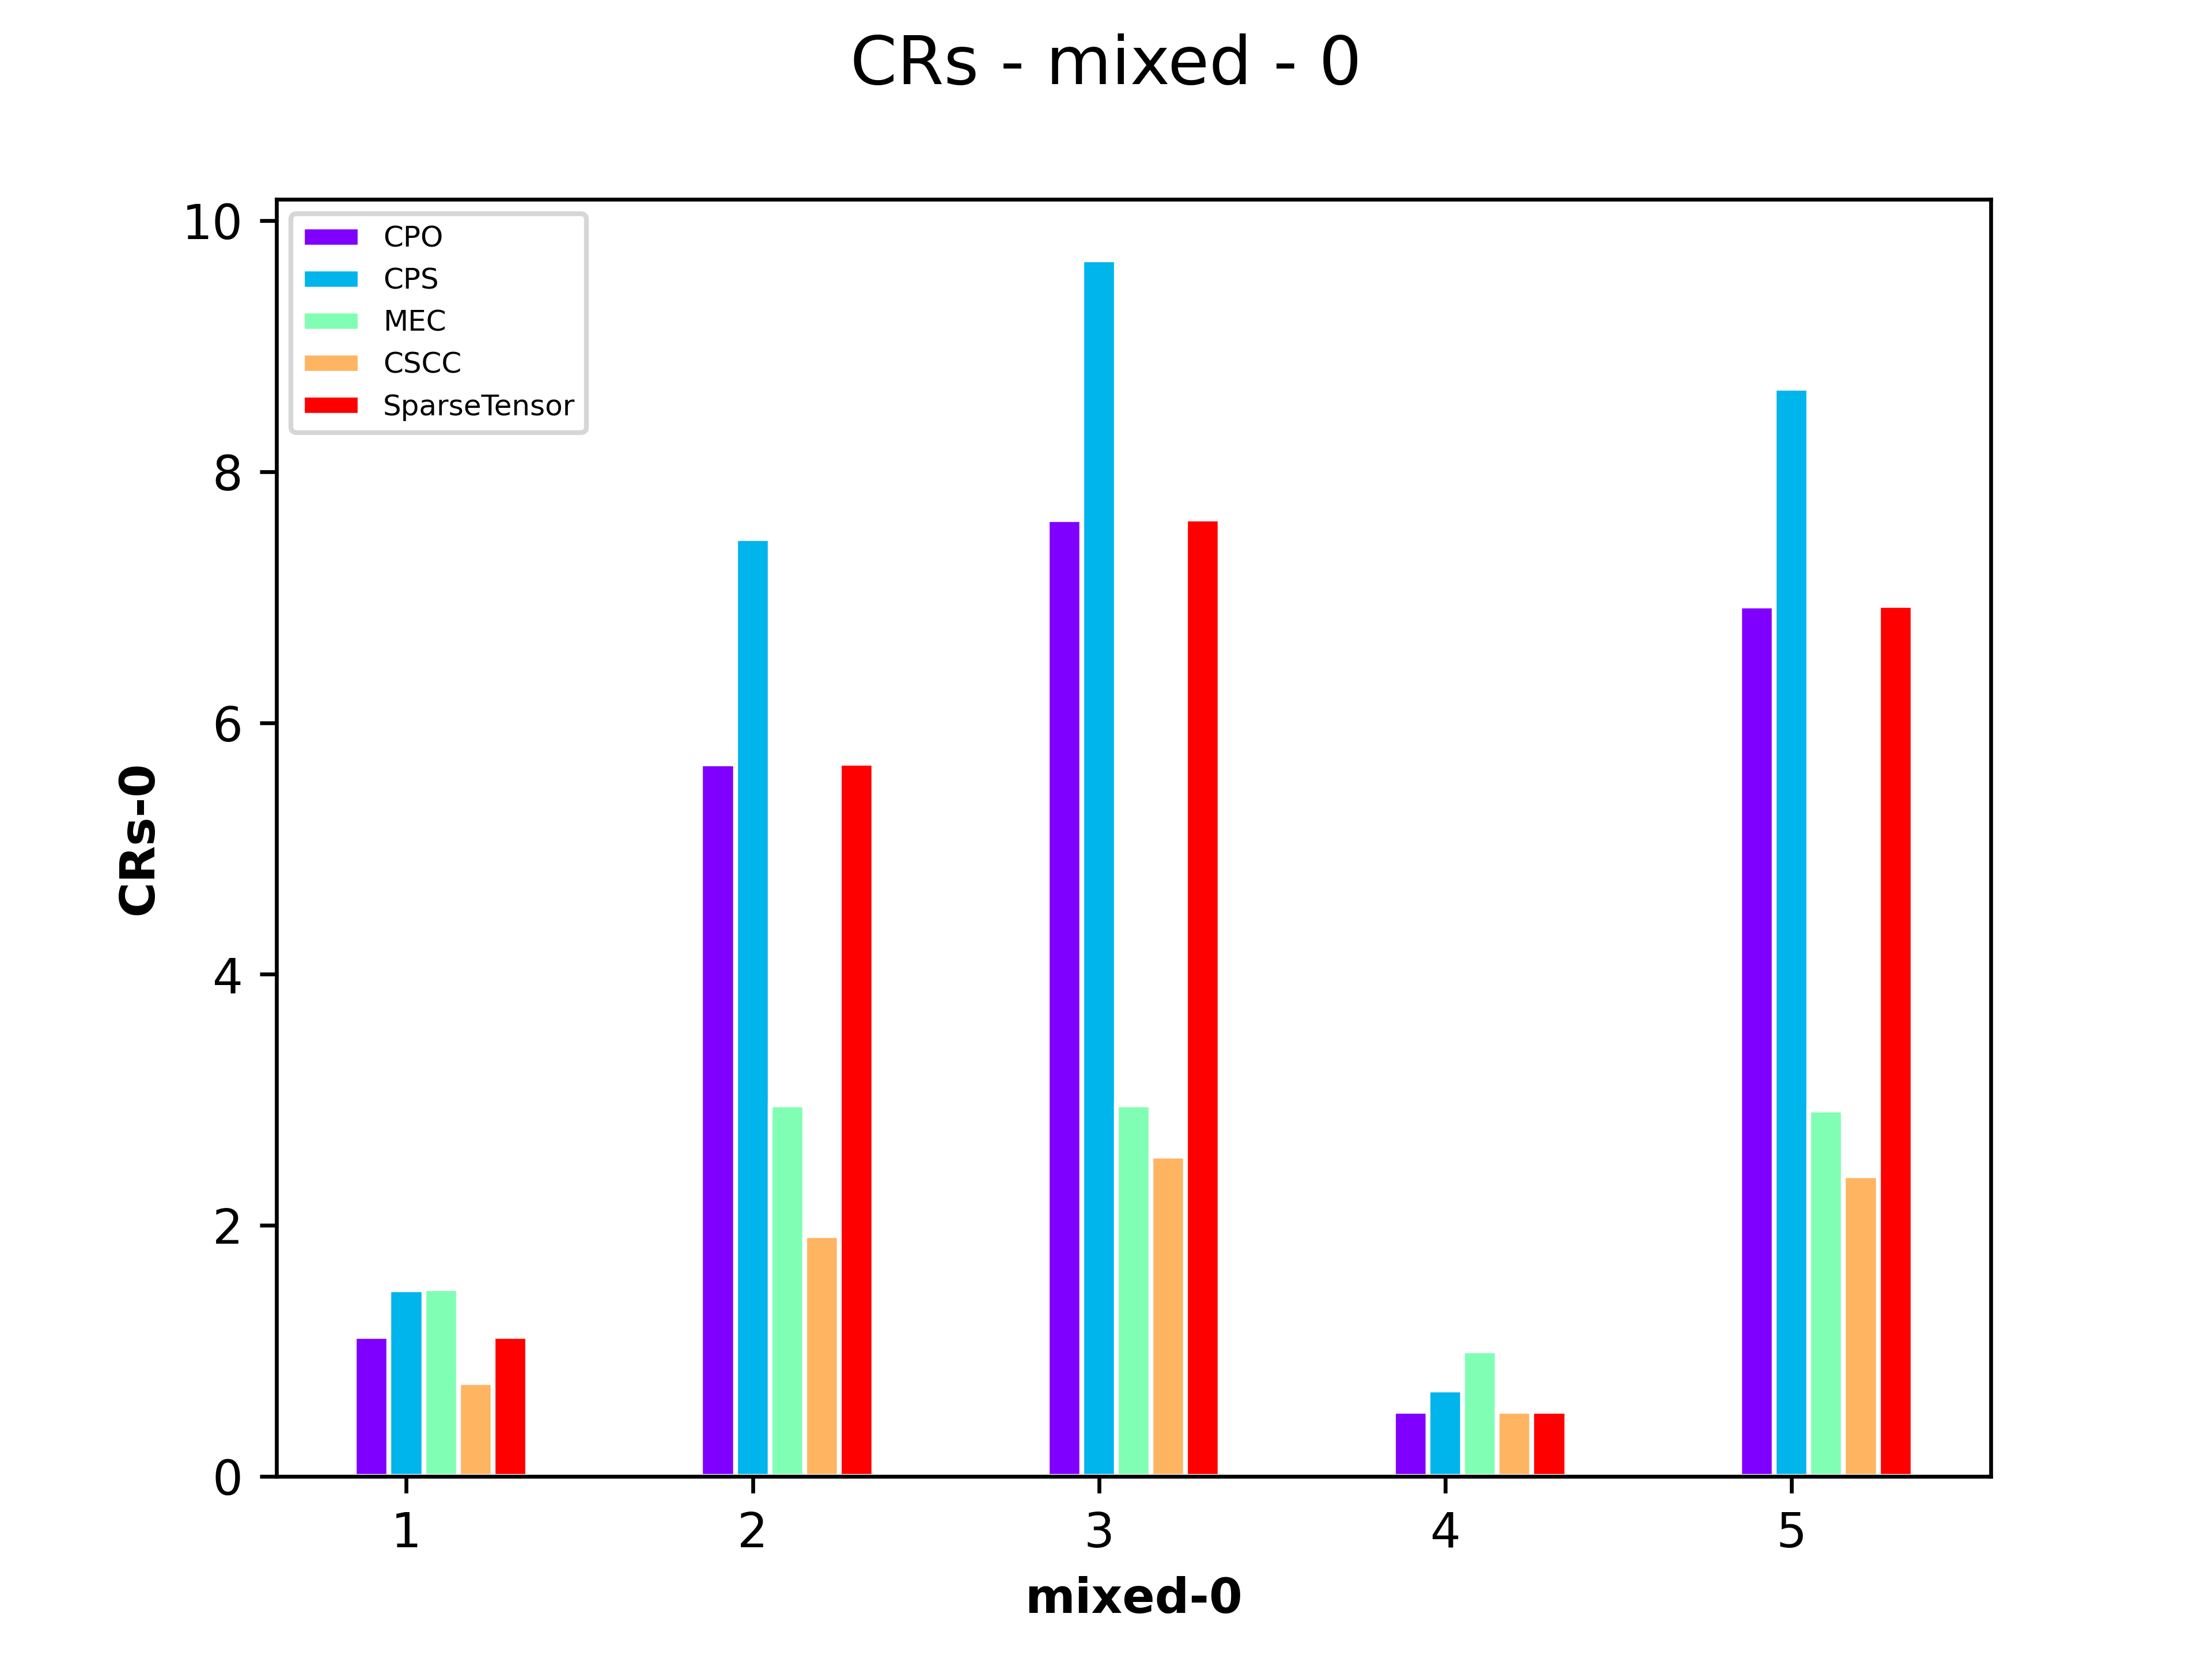 CRs - mixed - 0
10
8
6
4
2
0
CPO
CPS
MEC
CSCC
SparseTensor
CRs-0
1 2 3 4 5
mixed-0